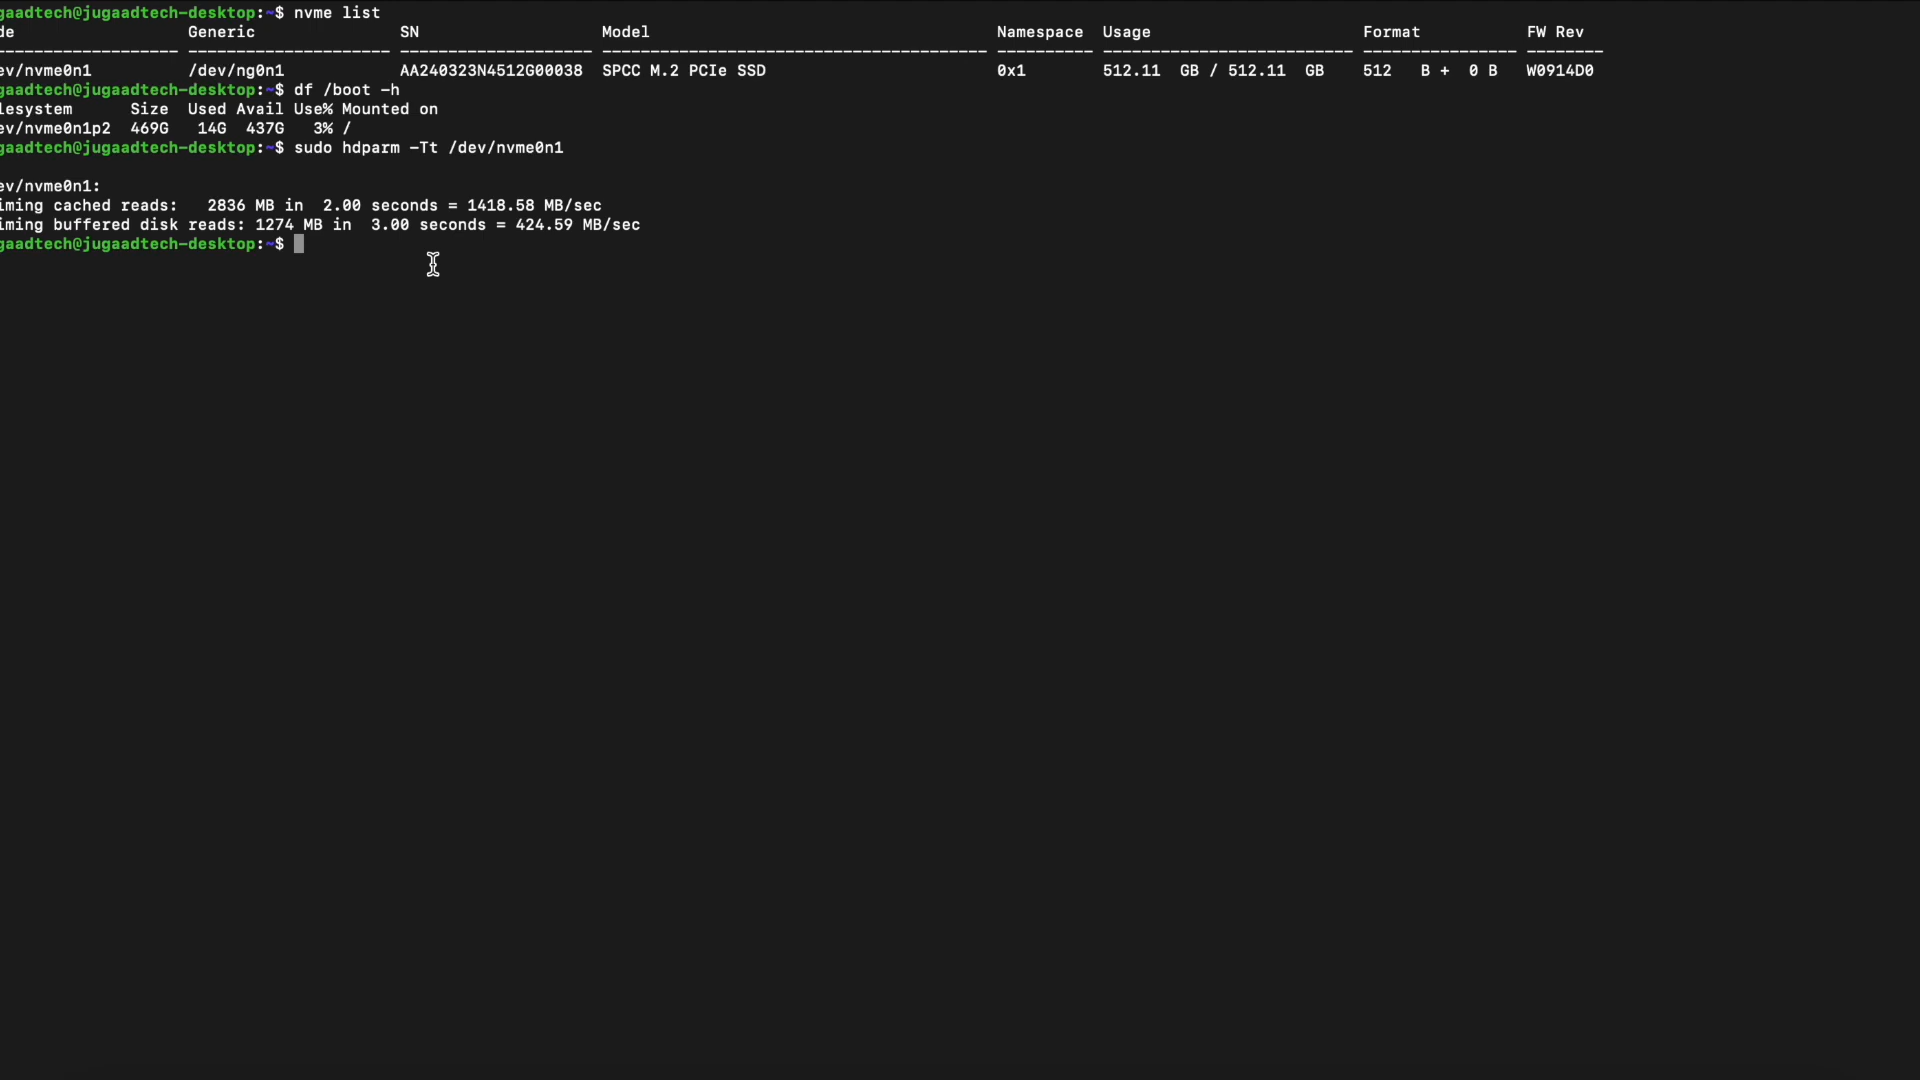 gaadtech@jugaadtech-desktop:~$ nvme list
de Generic SN Model Namespace Usage Format FW Rev
------------------ --------------------- -------------------- ---------------------------------------- ---------- -------------------------- ---------------- --------
ev/nvme0n1 /dev/ng0n1 AA240323N4512G00038 SPCC M.2 PCIe SSD 0x1 512.11 GB / 512.11 GB 512 B + 0 B W0914D0
gaadtech@jugaadtech-desktop:~$ df /boot -h
lesystem Size Used Avail Use% Mounted on
ev/nvme0n1p2 469G 14G 437G 3% /
gaadtech@jugaadtech-desktop:~$ sudo hdparm -Tt /dev/nvme0n1
ev/nvme0n1:
iming cached reads: 2836 MB in 2.00 seconds = 1418.58 MB/sec
iming buffered disk reads: 1274 MB in 3.00 seconds = 424.59 MB/sec
gaadtech@jugaadtech-desktop:~$